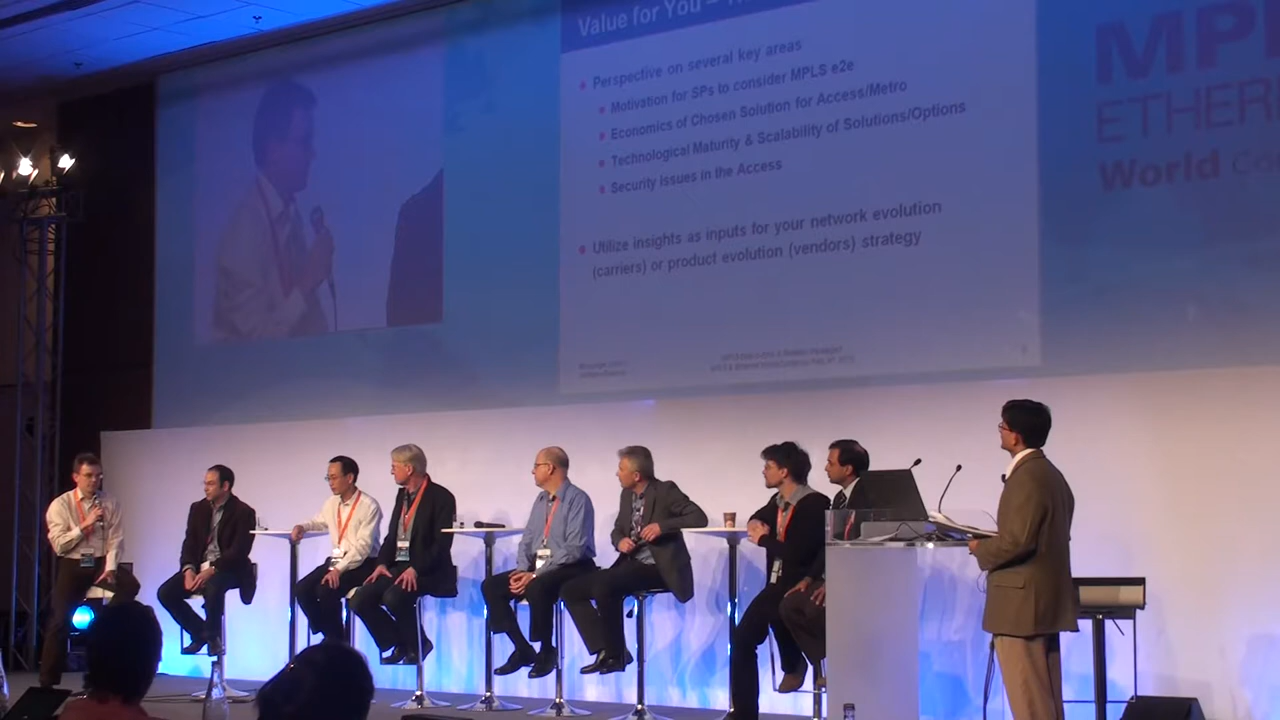 Value for You –
Perspective on several key areas
Motivation for SPs to consider MPLS e2e
Economics of Chosen Solution for Access/Metro
Technological Maturity & Scalability of Solutions/Options
Security Issues in the Access
Utilize insights as inputs for your network evolution
(carriers) or product evolution (vendors) strategy
MPL
ETHER
World Co